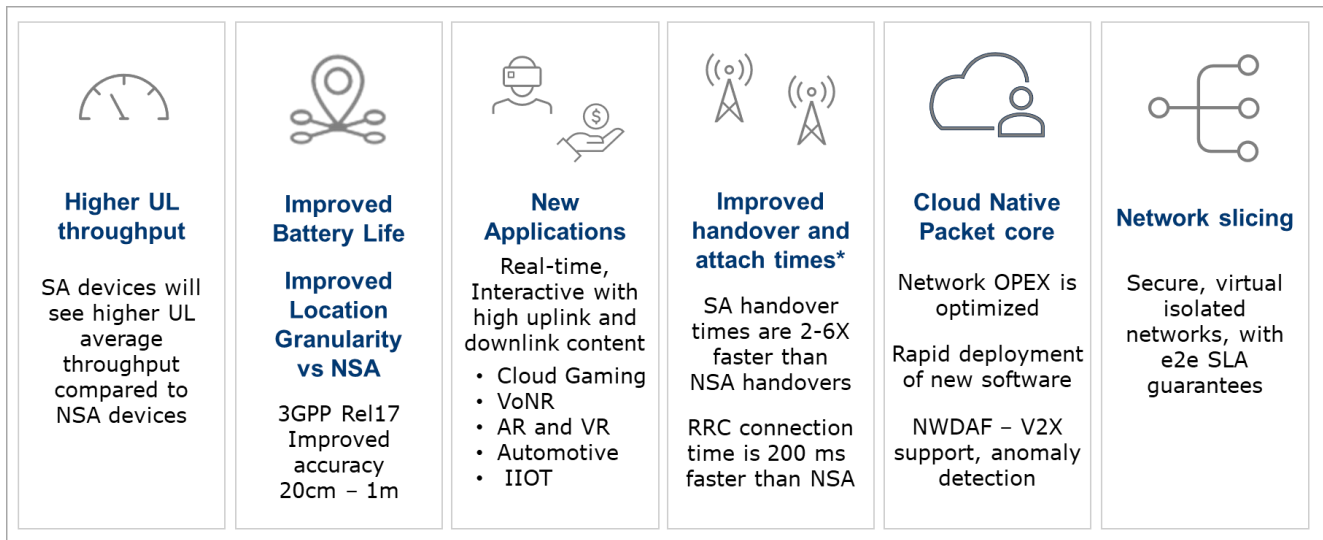 Higher UL
throughput
SA devices will
see higher UL
average
throughput
compared to
NSA devices
Improved
Battery Life
Improved
Location
Granularity
vs NSA
3GPP Rel17
Improved
accuracy
20cm – 1m
$
New
Applications
Real-time,
Interactive with
high uplink and
downlink content
• Cloud Gaming
• VoNR
• AR and VR
• Automotive
• IIOT
Improved
handover and
attach times*
SA handover
times are 2-6X
faster than
NSA handovers
RRC connection
time is 200 ms
faster than NSA
Cloud Native
Packet core
Network OPEX is
optimized
Rapid deployment
of new software
NWDAF – V2X
support, anomaly
detection
Network slicing
Secure, virtual
isolated
networks, with
e2e SLA
guarantees